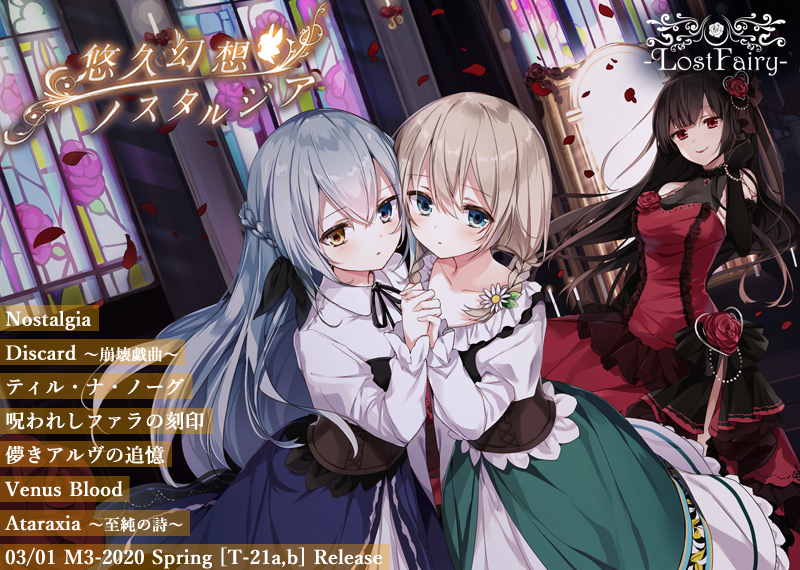 悠久幻想
ノスタルジア
-LostFairy-
Nostalgia
Discard ～崩壊戯曲～
ティル・ナ・ノーグ
呪われしファラの刻印
儚きアルヴの追憶
Venus Blood
Ataraxia ～至純の詩～
03/01 M3-2020 Spring [T-21a,b] Release